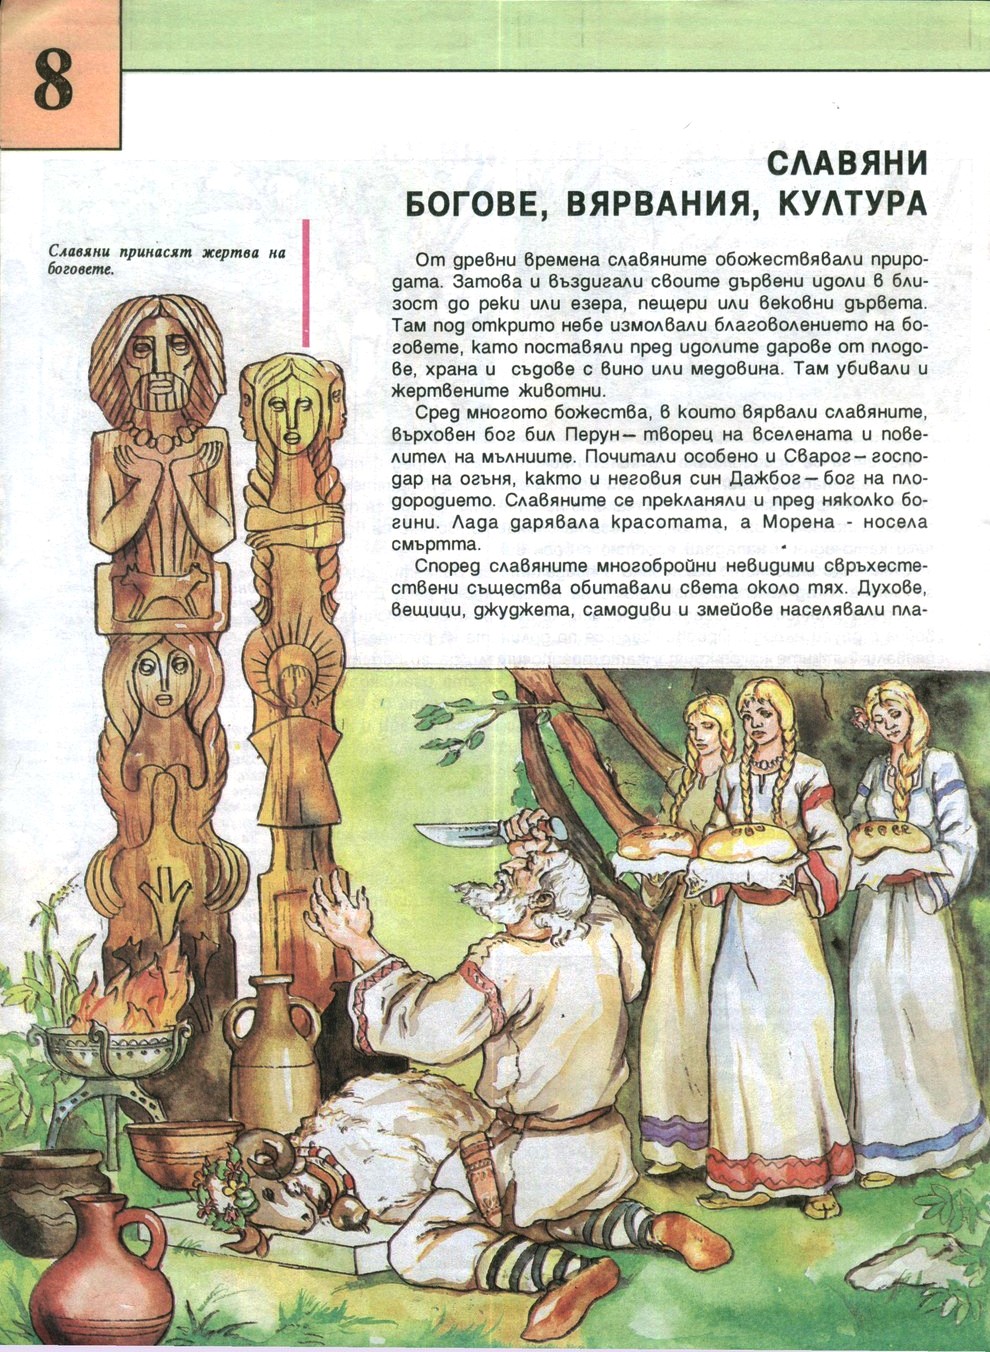 8
СЛАВЯНИ
БОГОВЕ, ВЯРВАНИЯ, КУЛТУРА
Славяни принасят жертва на
боговете.
От древни времена славяните обожествявали приро-
дата. Затова и въздигали своите дървени идоли в бли-
зост до реки или езера, пещери или вековни дървета.
Там под открито небе измолвали благоволението на бо-
говете, като поставяли пред идолите дарове от плодо-
ве, храна и съдове с вино или медовина. Там убивали и
жертвените животни.
Сред многото божества, в които вярвали славяните,
върховен бог бил Перун— творец на вселената и пове-
лител на мълниите. Почитали особено и Сварог— госпо-
дар на огъня, както и неговия син Дажбог— бог на пло-
дородието. Славяните се прекланяли и пред няколко бо-
гини. Лада дарявала красотата, а Морена - носела
смъртта.
Според славяните многобройни невидими свръхесте-
ствени същества обитавали света около тях. Духове,
вещици, джуджета, самодиви и змейове населявали пла-